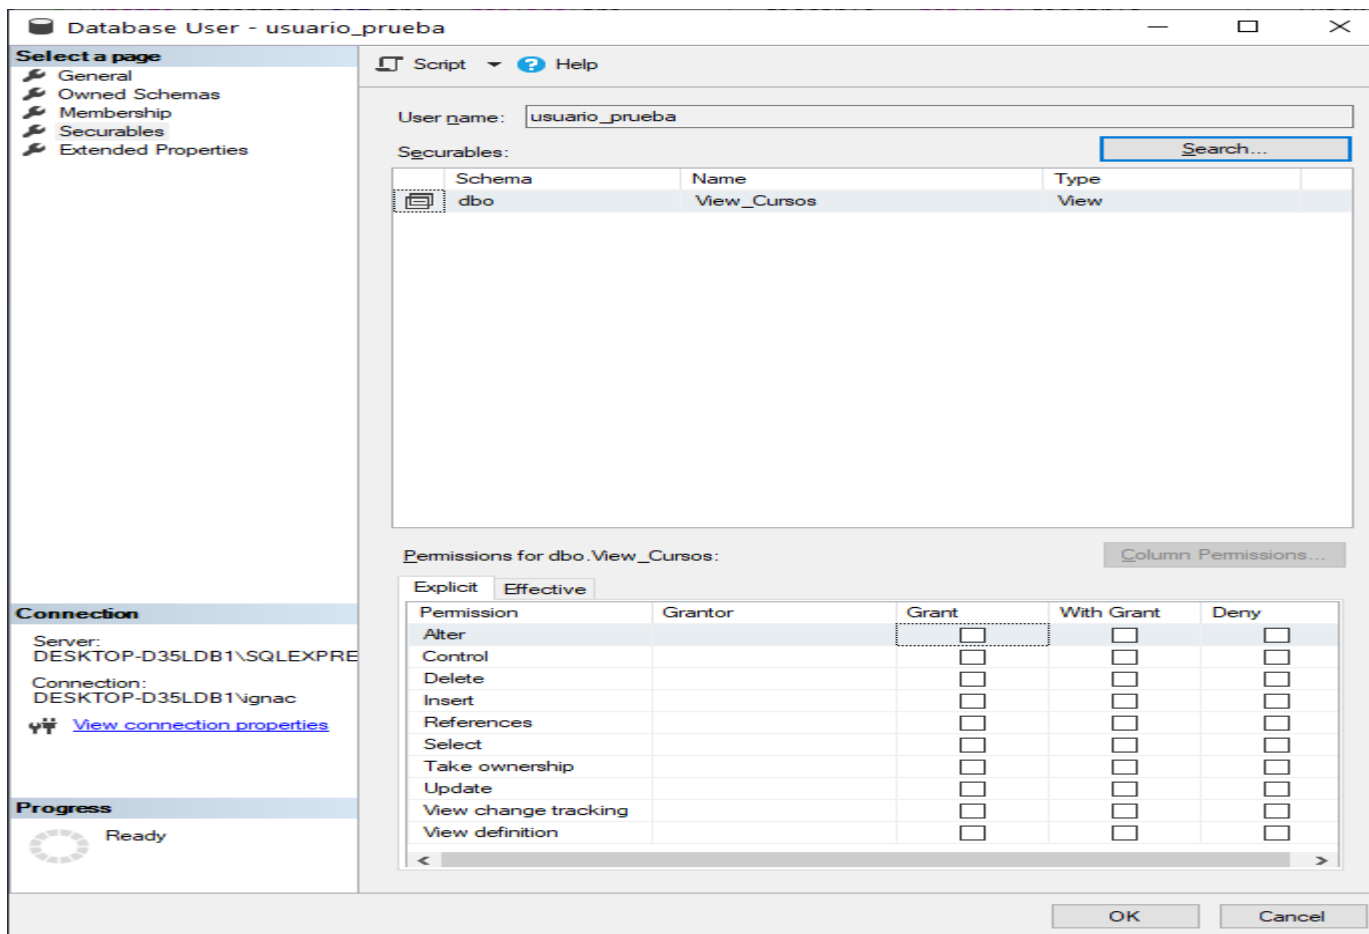 Database User - usuario_prueba
Select a page
General
Owned Schemas
Membership
Securables
Extended Properties
Script
Help
User name: usuario_prueba
Securables:
Search...
Schema Name Type
dbo View_Cursos View
Permissions for dbo.View_Cursos:
Column Permissions...
Explicit Effective
Permission Grantor Grant With Grant Deny
Alter
Control
Delete
Insert
References
Select
Take ownership
Update
View change tracking
View definition
Connection
Server:
DESKTOP-D35LDB1\SQLEXPRE
Connection:
DESKTOP-D35LDB1\ignac
View connection properties
Progress
Ready
OK
Cancel